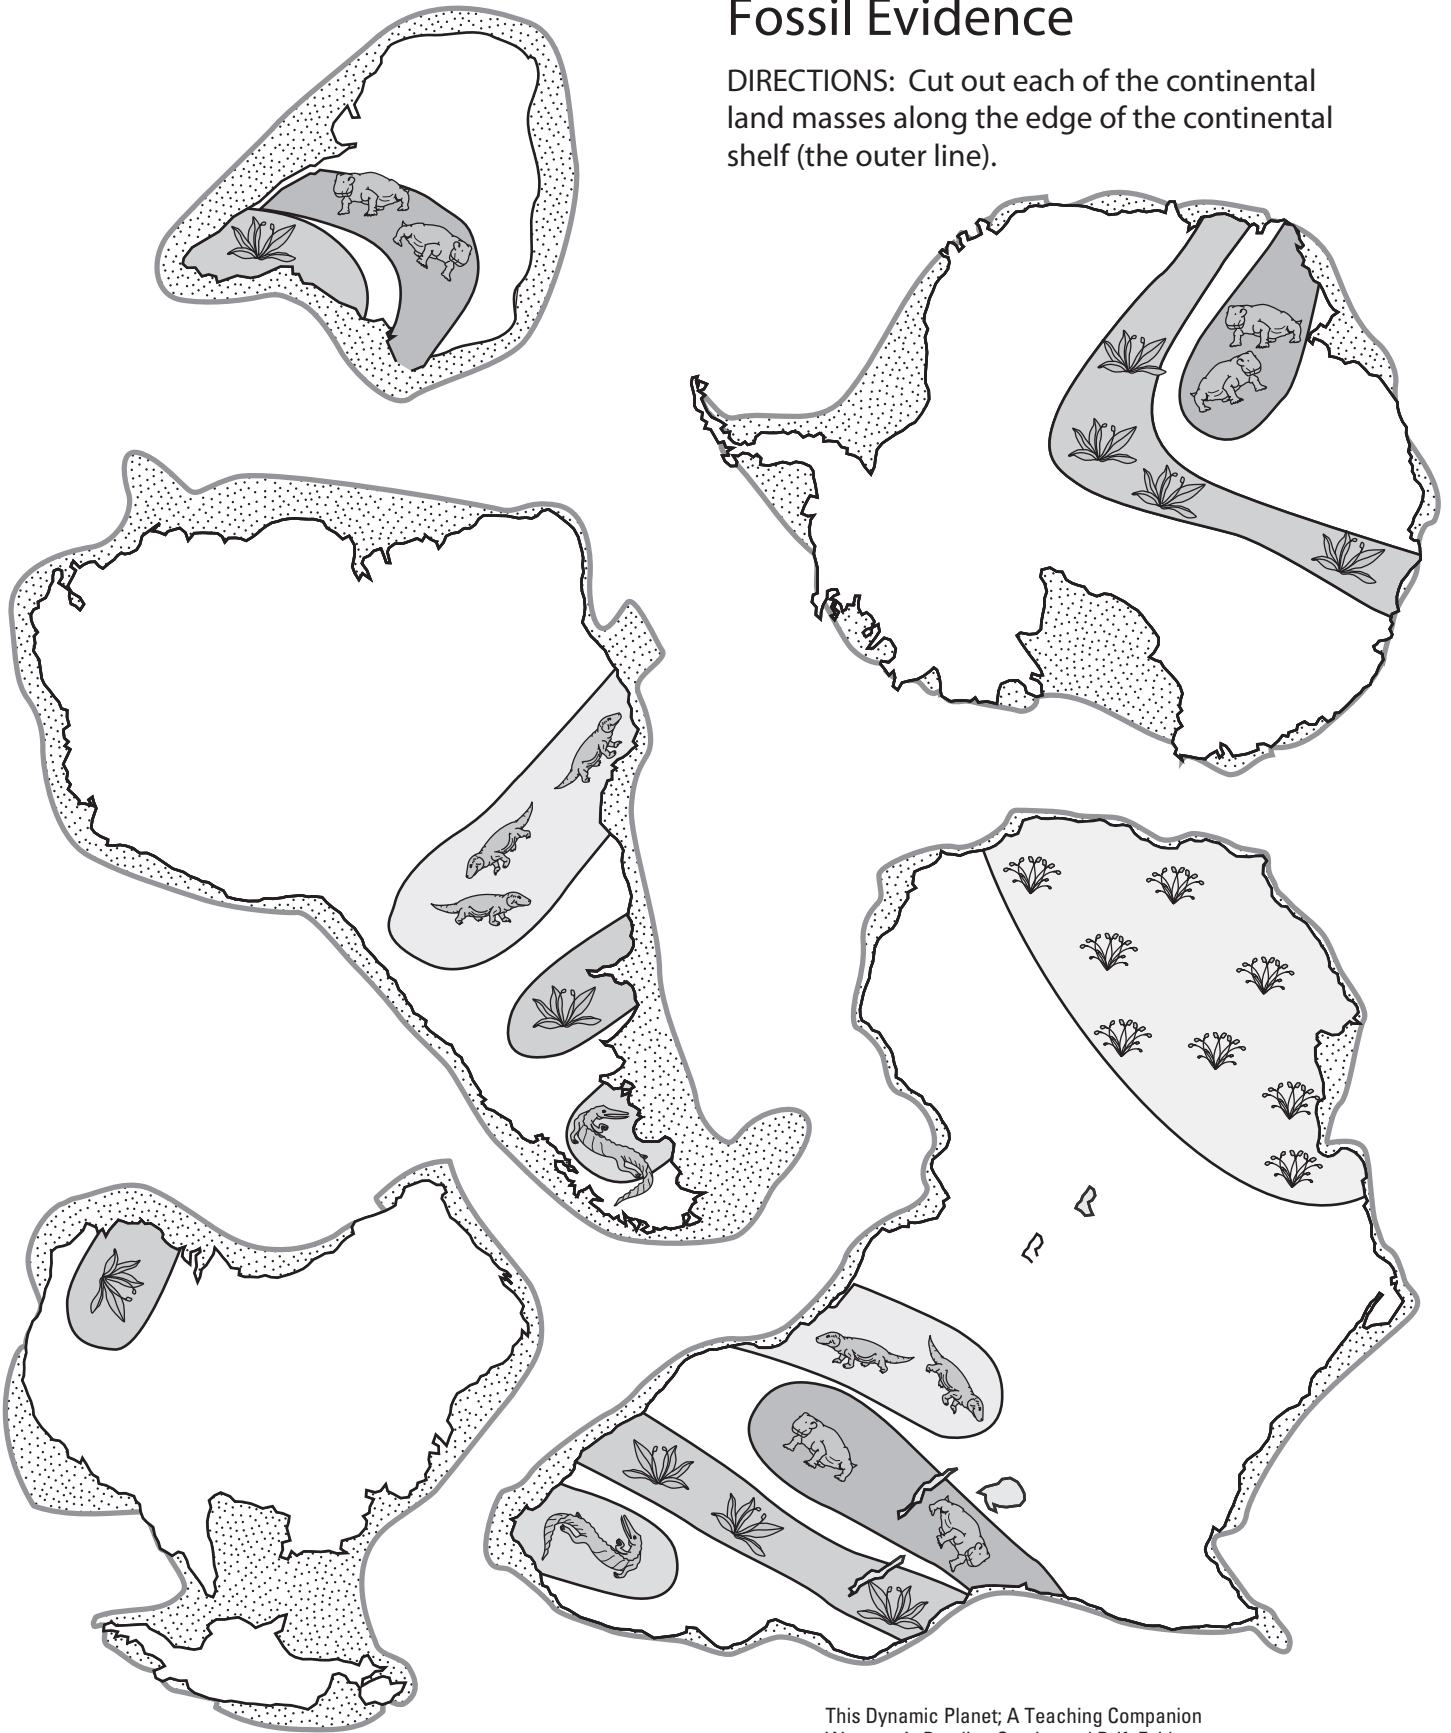 Fossil Evidence
DIRECTIONS: Cut out each of the continental
land masses along the edge of the continental
shelf (the outer line).
This Dynamic Planet; A Teaching Companion